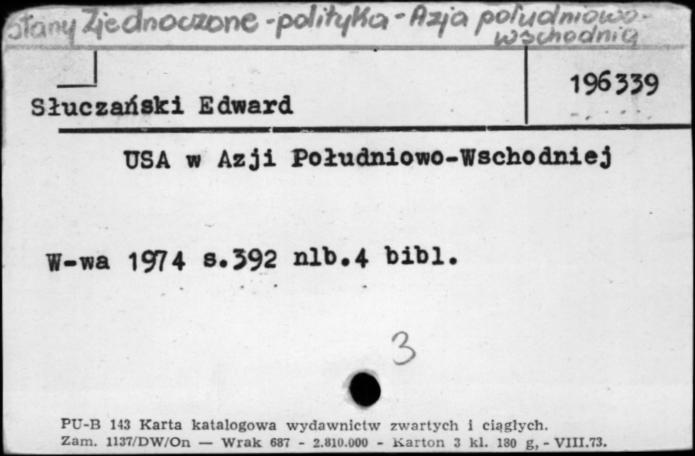 Stany Zjednoczone - polityka - Azja południowo-
wschodnia
196339
Słuczański Edward
USA w Azji Południowo-Wschodniej
W-wa 1974 s.392 nlb.4 bibl.
3
PU-B 143 Karta katalogowa wydawnictw zwartych i ciągłych.
Zam. 1137/DW/On — Wrak 687 - 2.810.000 - Karton 3 kl. 180 g, - VIII.73.